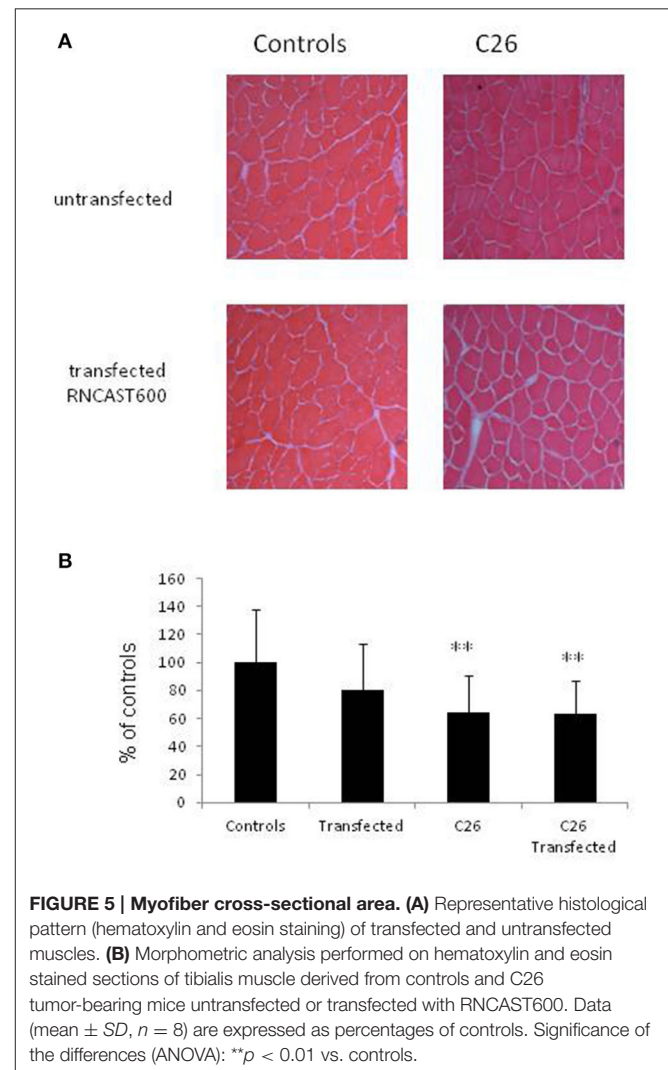 A
Controls
C26
untransfected
transfected
RNCAST600
B
% of controls
160
140
120
100
80
60
40
20
0
**
**
Controls
Transfected
C26
C26
Transfected
FIGURE 5 | Myofiber cross-sectional area. (A) Representative histological
pattern (hematoxylin and eosin staining) of transfected and untransfected
muscles. (B) Morphometric analysis performed on hematoxylin and eosin
stained sections of tibialis muscle derived from controls and C26
tumor-bearing mice untransfected or transfected with RNCAST600. Data
(mean ± SD, n = 8) are expressed as percentages of controls. Significance of
the differences (ANOVA): **p < 0.01 vs. controls.